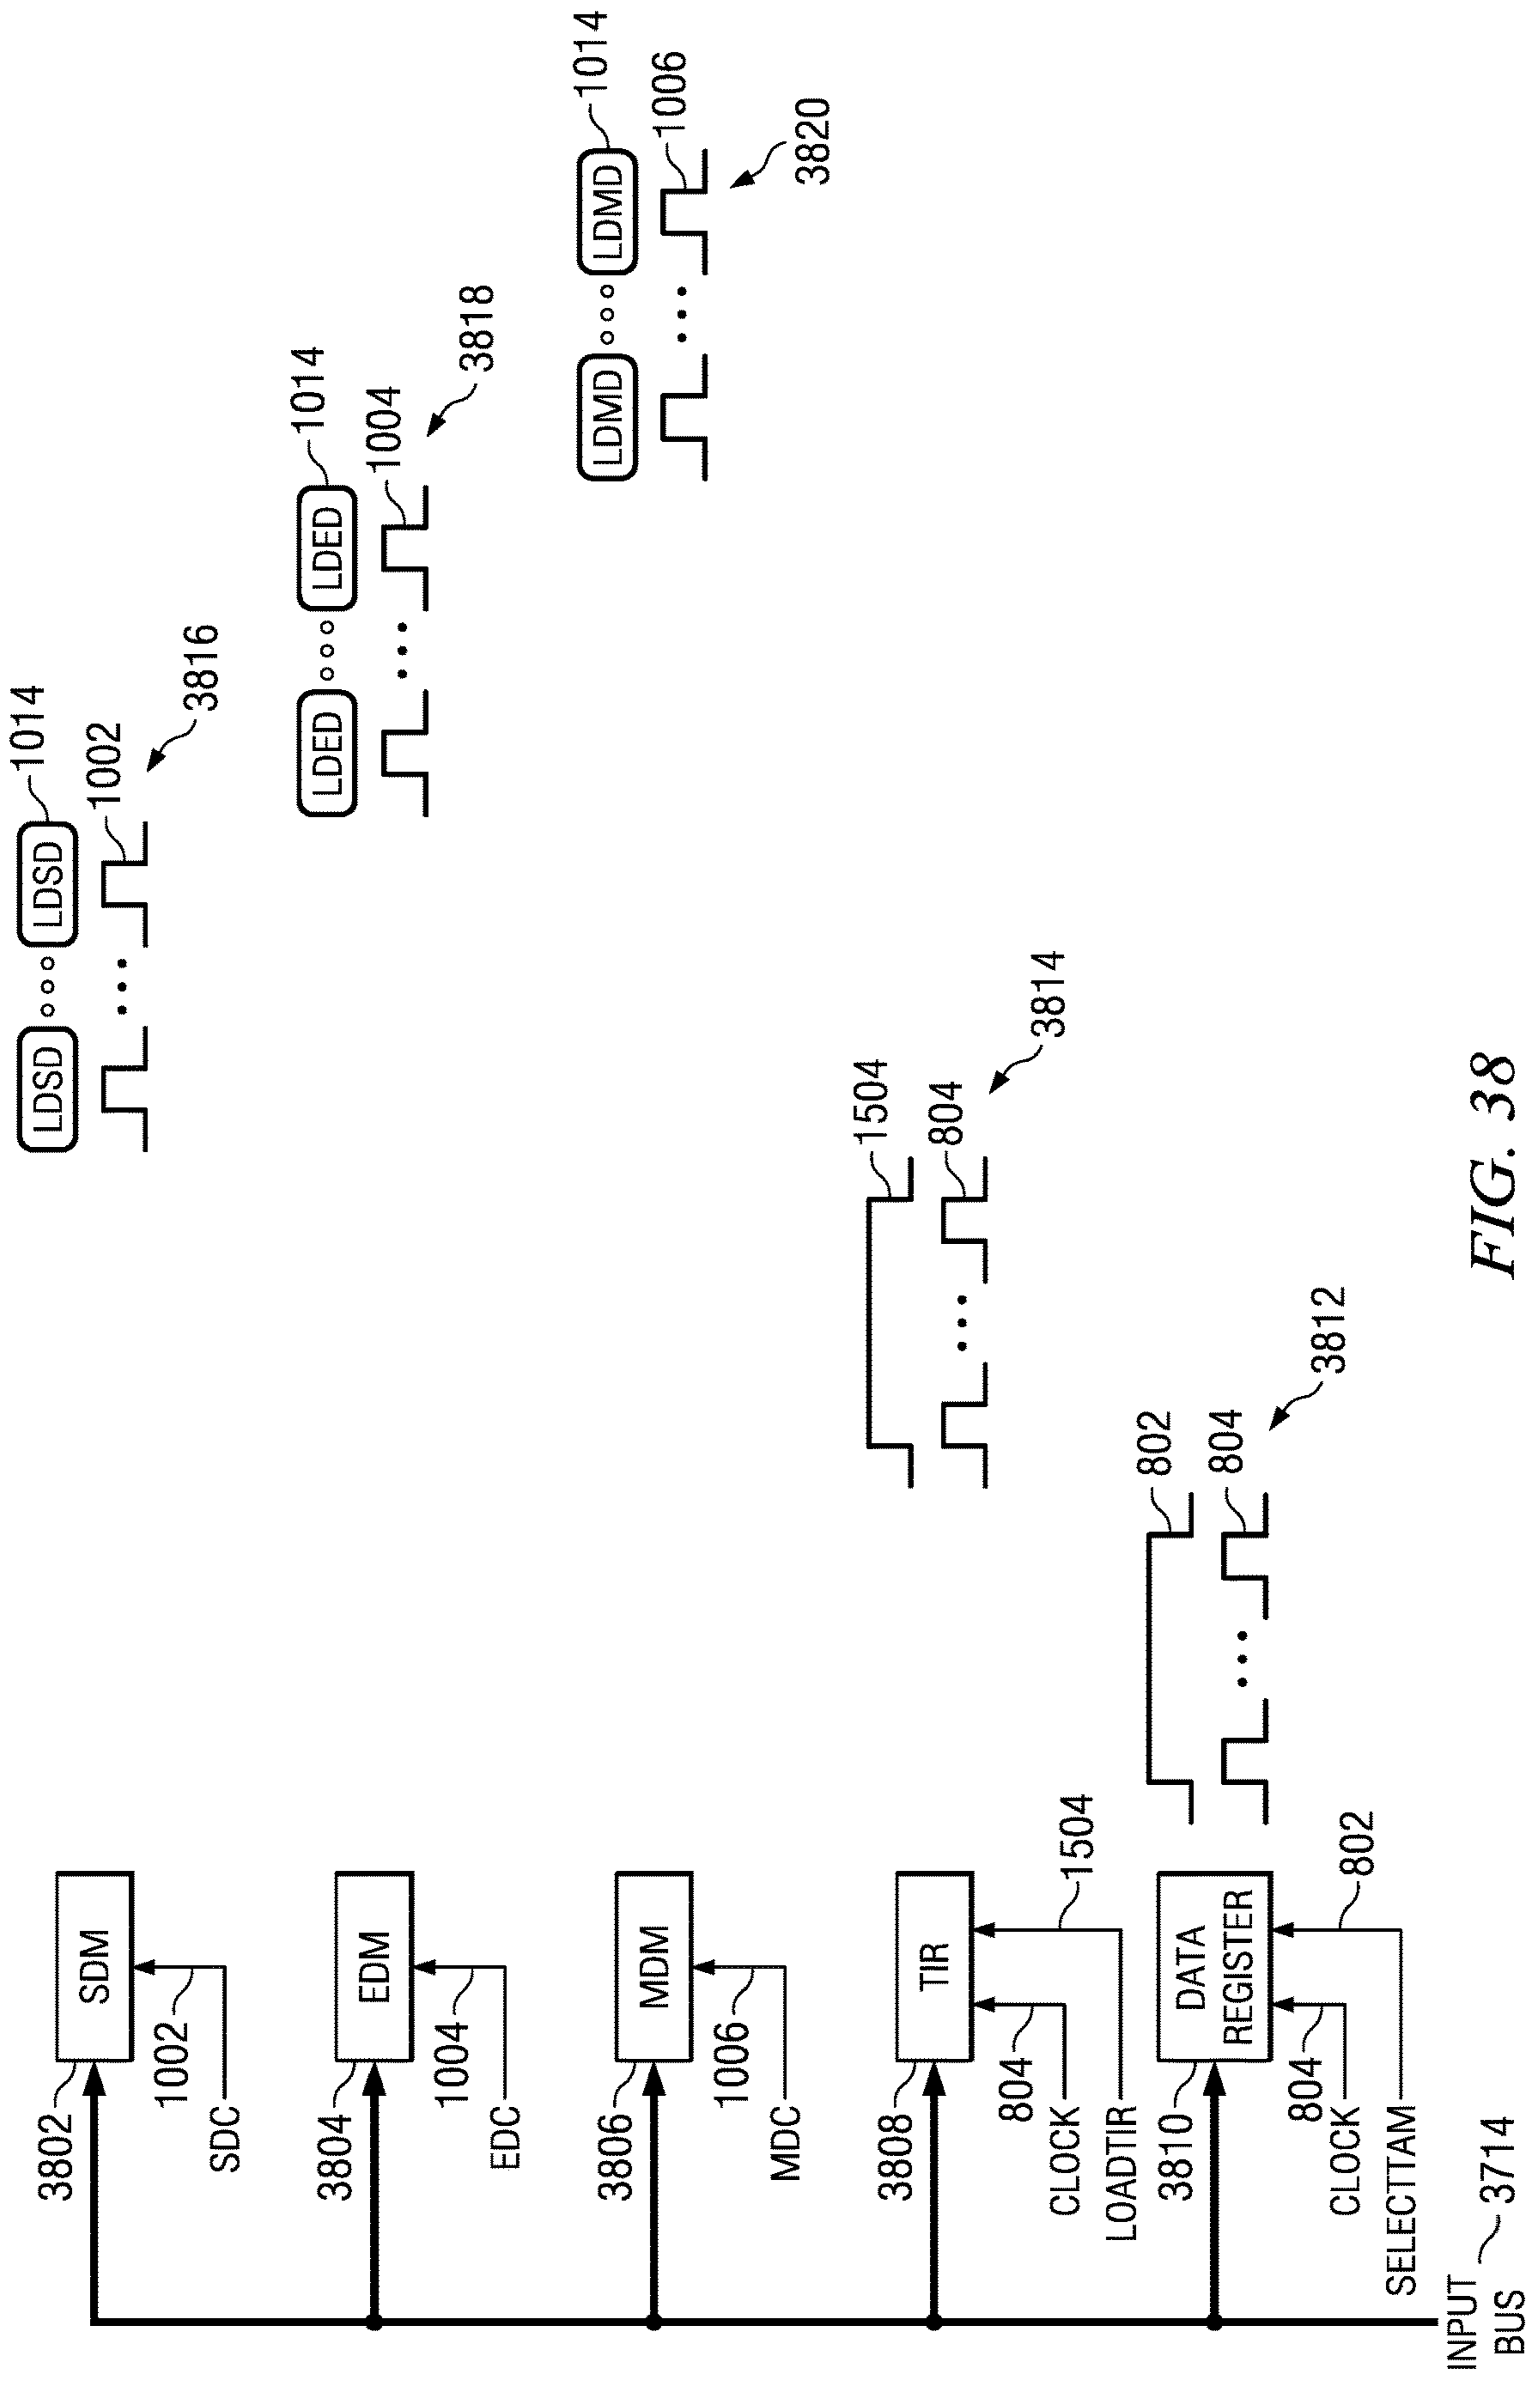 LDSD
LDSD
1014
1002
3816
3802
SDM
1002
SDC
LDED
LDED
1014
1004
3818
3804
EDM
1004
EDC
LDMD
LDMD
1014
1006
3820
3806
MDM
1006
MDC
1504
804
3814
3808
TIR
804
CLOCK
1504
LOADTIR
802
804
3812
3810
DATA
REGISTER
804
CLOCK
802
SELECTTAM
INPUT
BUS
3714
FIG. 38